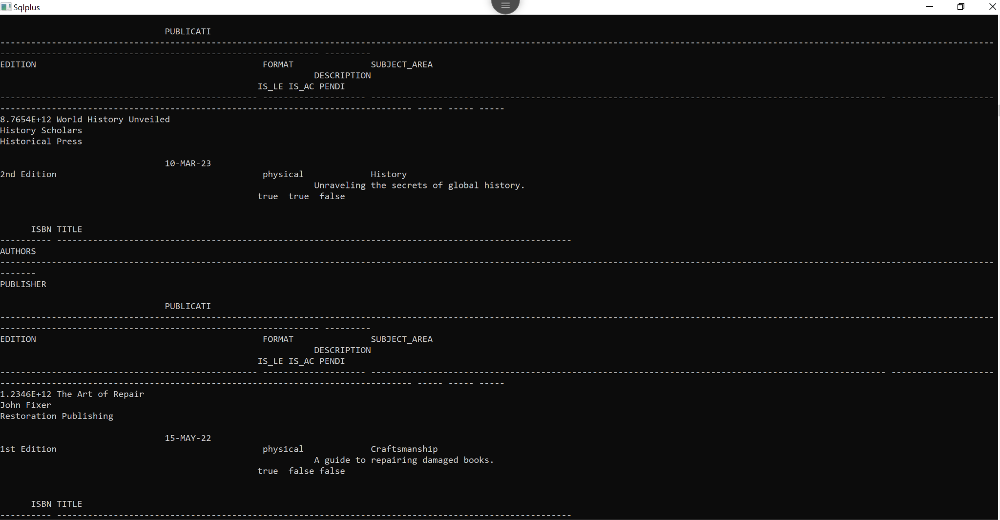 Sqlplus
PUBLICATI
--------------------------------------------------------------------------------------------------------------------------------------------------------------------------------------------------
-------------------------------------------------------------- ---------
EDITION FORMAT SUBJECT_AREA
DESCRIPTION
IS_LE IS_AC PENDI
-------------------------------------------------- -------------------- ---------------------------------------------------------------------------------------------------- --------------------
-------------------------------------------------------------------------------- ----- ----- -----
8.7654E+12 World History Unveiled
History Scholars
Historical Press
10-MAR-23
2nd Edition physical History
Unraveling the secrets of global history.
true true false
ISBN TITLE
---------- ----------------------------------------------------------------------------------------------------
AUTHORS
--------------------------------------------------------------------------------------------------------------------------------------------------------------------------------------------------
-------
PUBLISHER
PUBLICATI
--------------------------------------------------------------------------------------------------------------------------------------------------------------------------------------------------
-------------------------------------------------------------- ---------
EDITION FORMAT SUBJECT_AREA
DESCRIPTION
IS_LE IS_AC PENDI
-------------------------------------------------- -------------------- ---------------------------------------------------------------------------------------------------- --------------------
-------------------------------------------------------------------------------- ----- ----- -----
1.2346E+12 The Art of Repair
John Fixer
Restoration Publishing
15-MAY-22
1st Edition physical Craftsmanship
A guide to repairing damaged books.
true false false
ISBN TITLE
---------- ----------------------------------------------------------------------------------------------------